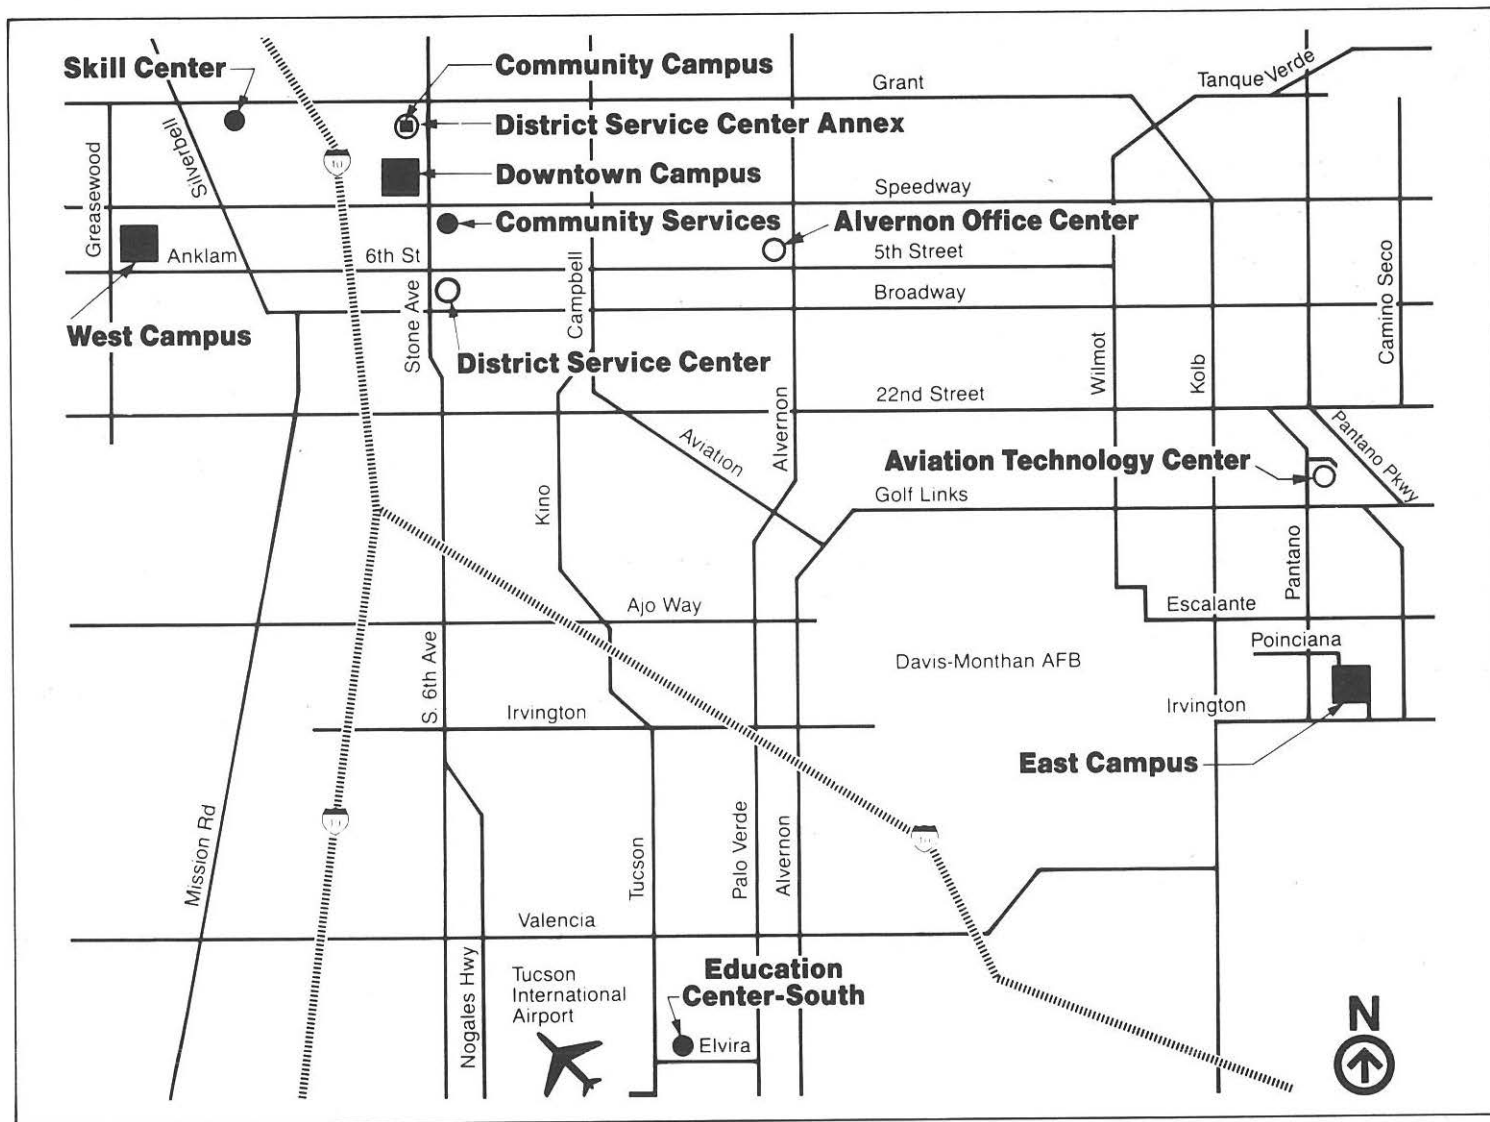 Skill Center
Community Campus
Grant
Tanque Verde
District Service Center Annex
Greasewood
Silverbell
10
Downtown Campus
Speedway
Community Services
Alvernon Office Center
Anklam
6th St
5th Street
Campbell
Stone Ave
Broadway
Camino Seco
West Campus
District Service Center
Wilmot
Kolb
22nd Street
Alvernon
Aviation
Pantano Pkwy
Aviation Technology Center
Golf Links
Kino
Pantano
Ajo Way
Escalante
S. 6th Ave
Davis-Monthan AFB
Poinciana
Irvington
Irvington
East Campus
Mission Rd
Tucson
Palo Verde
Alvernon
Valencia
Nogales Hwy
Tucson
International
Airport
Education
Center-South
Elvira
N